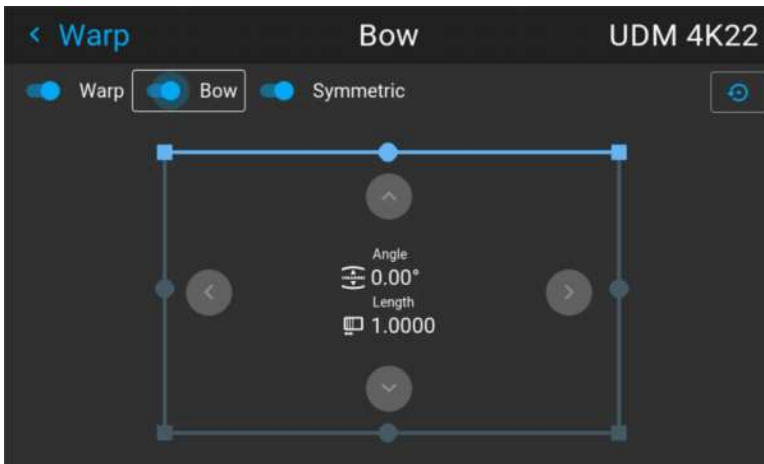 Warp Bow UDM 4K22
Warp Bow Symmetric
Angle
0.00°
Length
1.0000